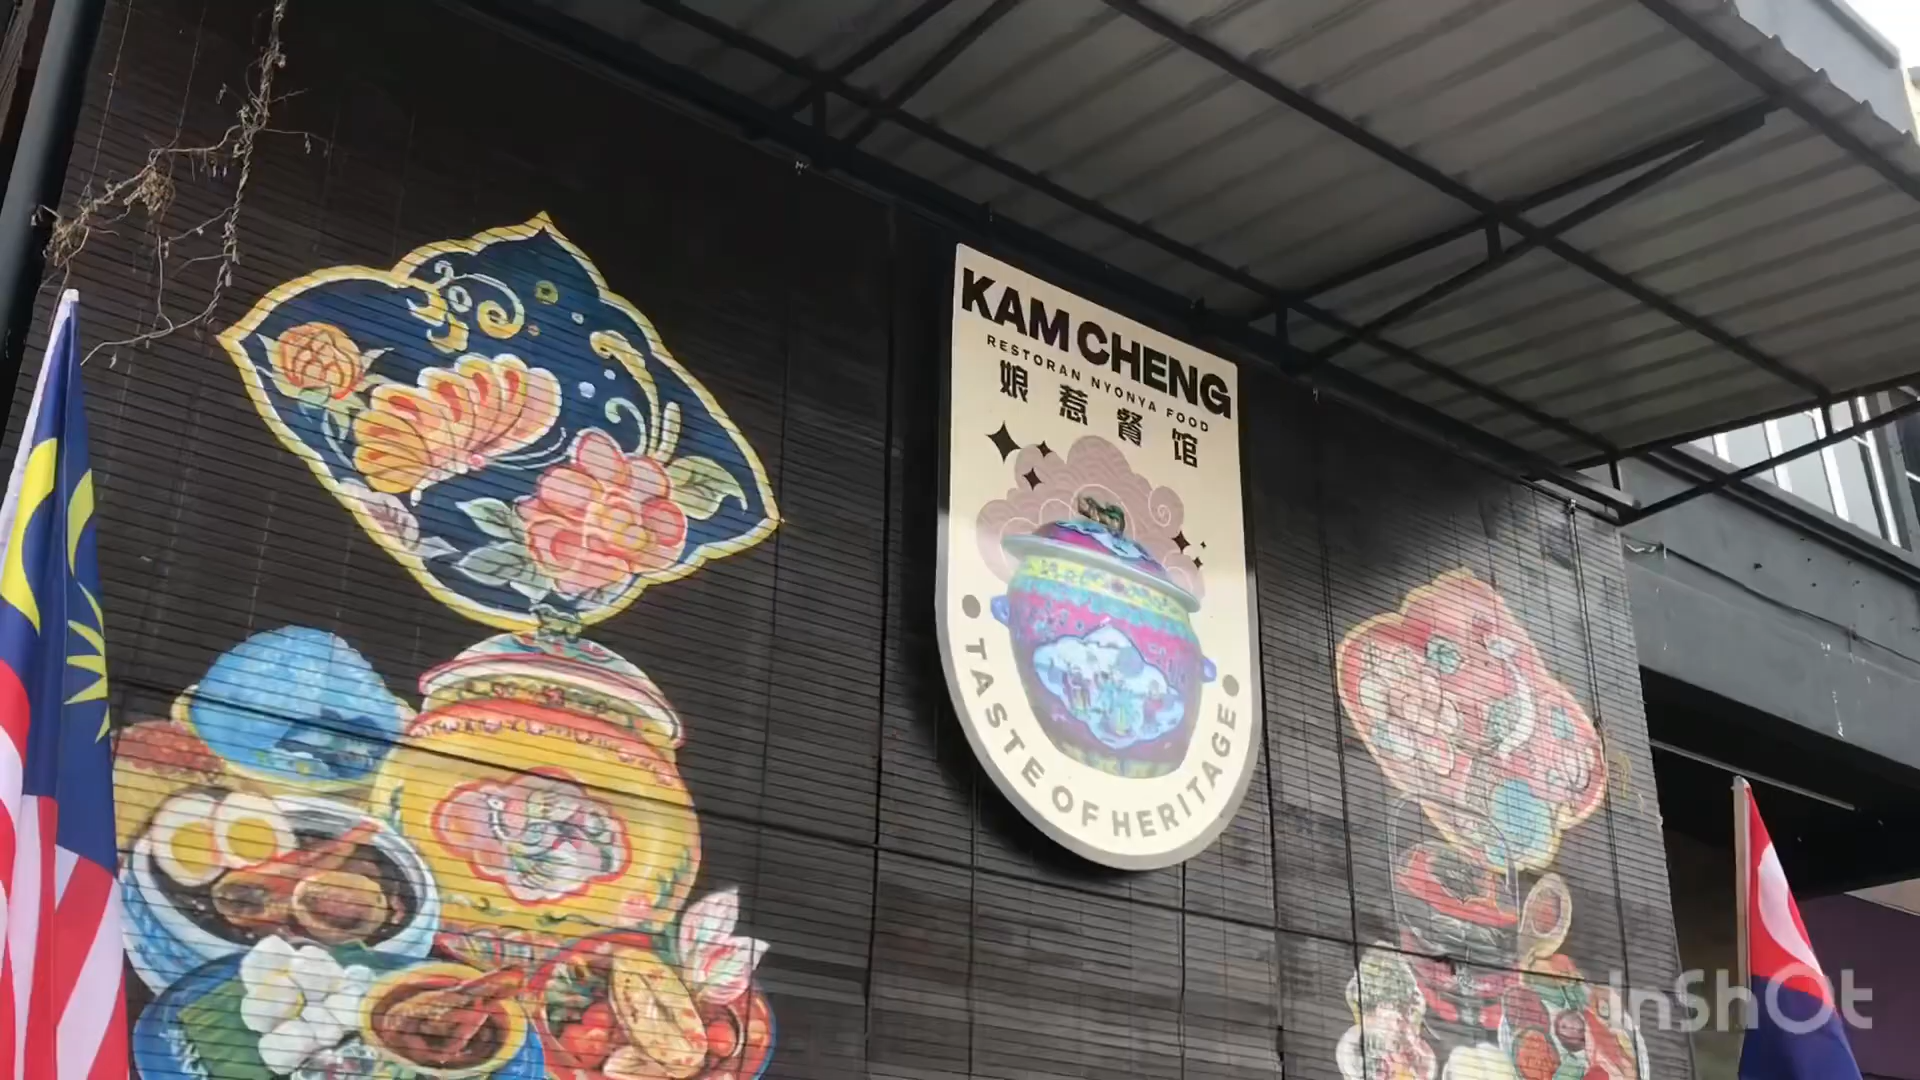 KAM CHENG
RESTORAN NYONYA FOOD
娘惹餐馆
TASTE OF HERITAGE
InShOt